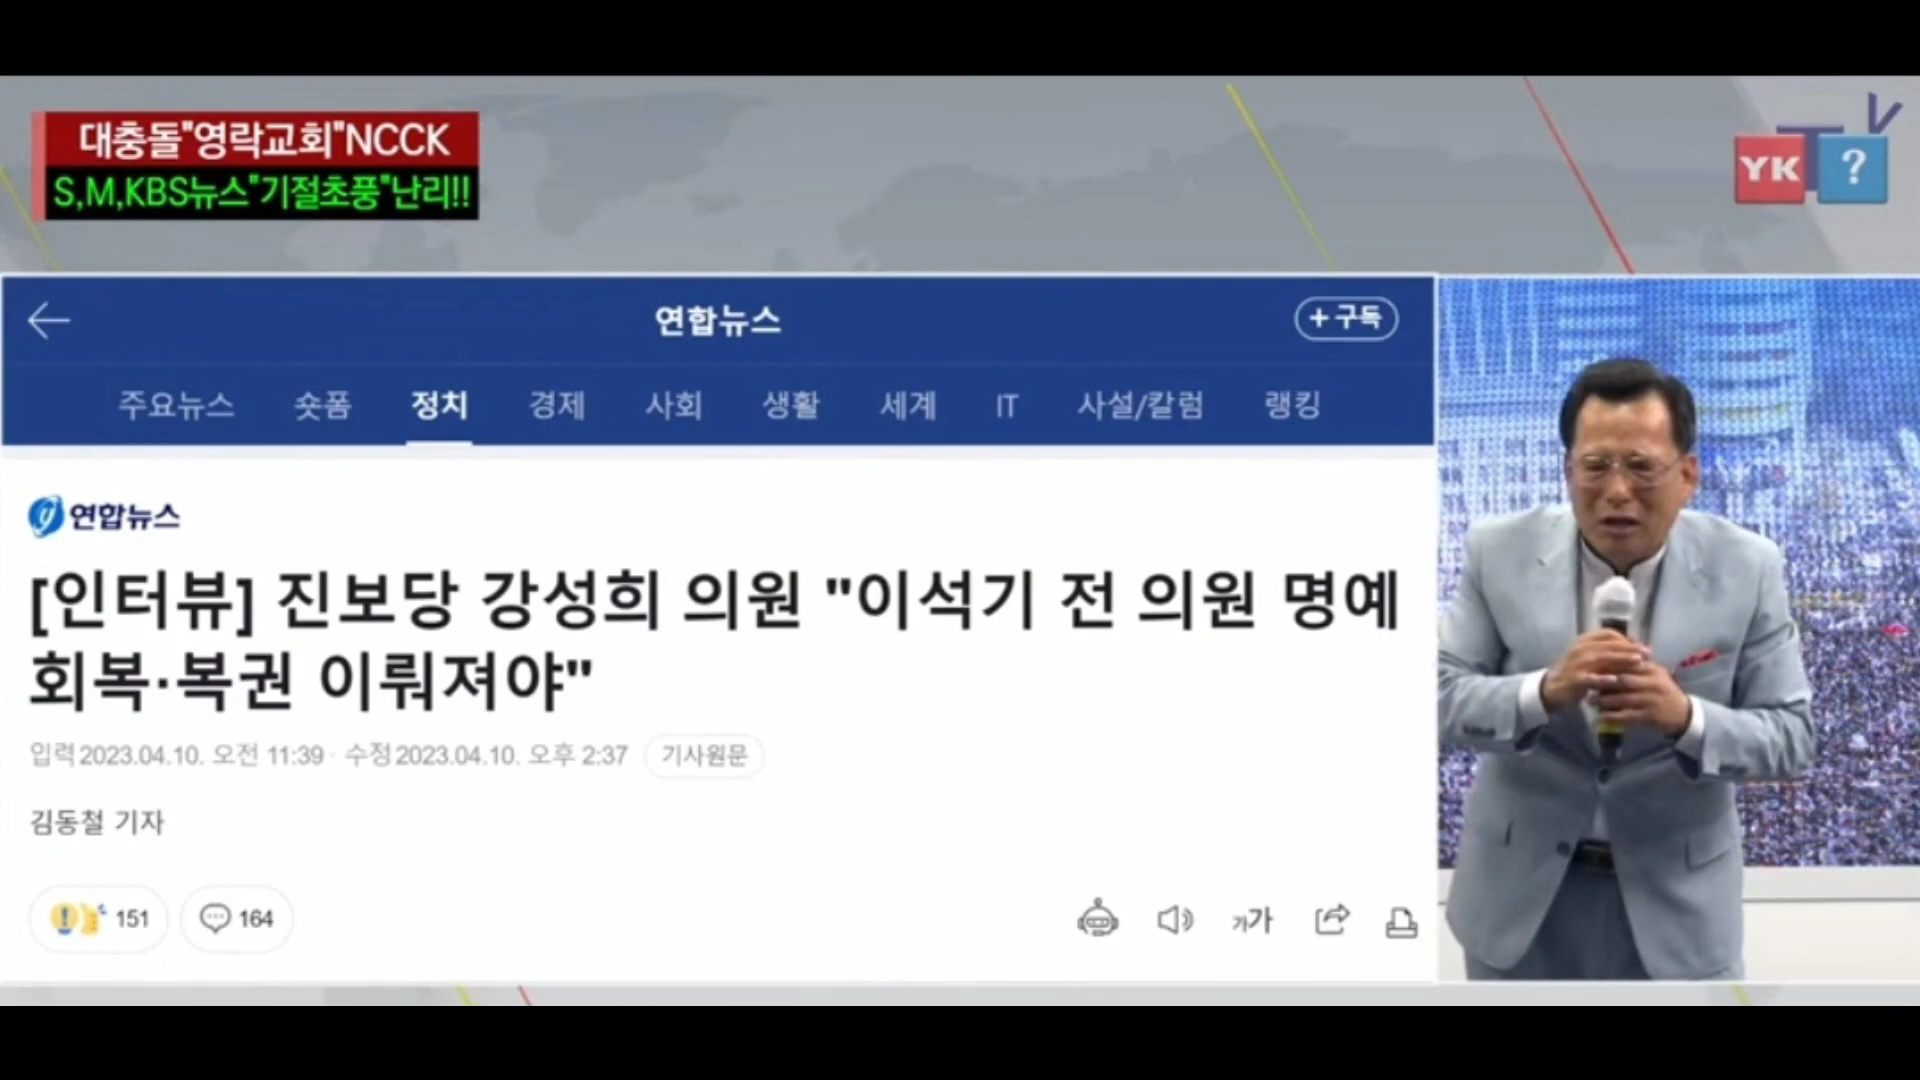 대충돌"영락교회"NCCK
S,M,KBS뉴스"기절초풍"난리!!
YK TV ?
연합뉴스
+ 구독
주요뉴스 숏폼 정치 경제 사회 생활 세계 IT 사설/칼럼 랭킹
연합뉴스
[인터뷰] 진보당 강성희 의원 "이석기 전 의원 명예
회복·복권 이뤄져야"
입력 2023.04.10. 오전 11:39 · 수정 2023.04.10. 오후 2:37 기사원문
김동철 기자
151 164
가가